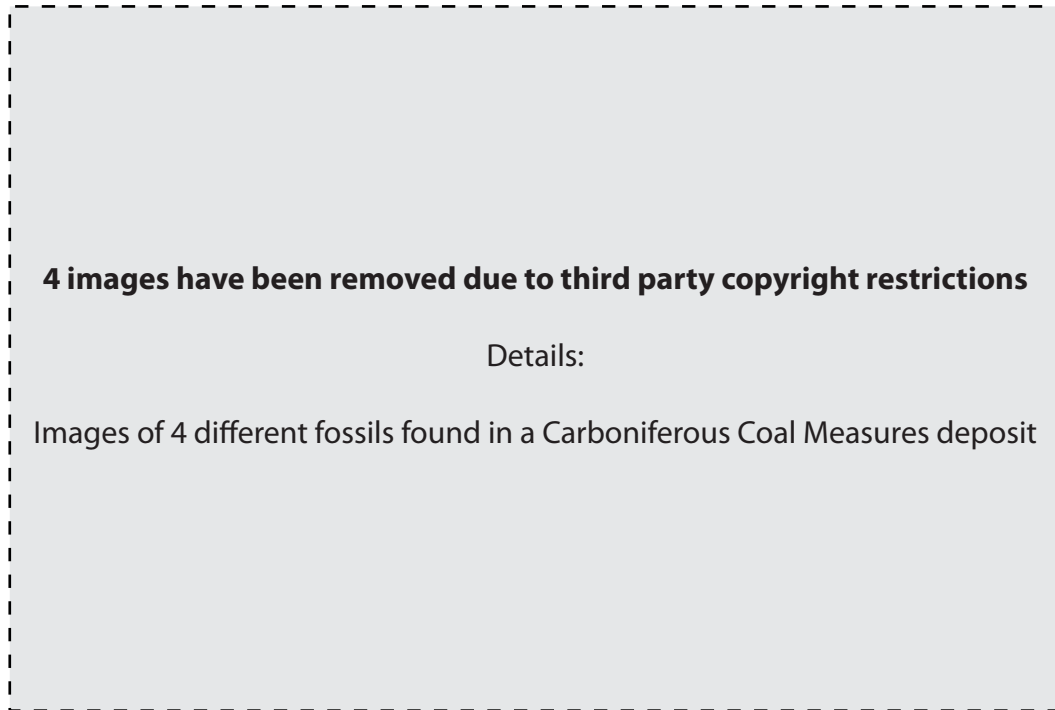 4 images have been removed due to third party copyright restrictions
Details:
Images of 4 different fossils found in a Carboniferous Coal Measures deposit